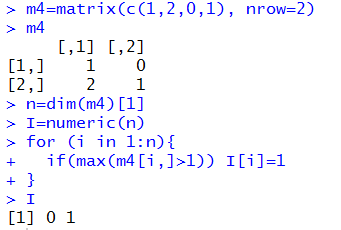 > m4=matrix(c(1,2,0,1), nrow=2)
> m4
     [,1] [,2]
[1,]    1    0
[2,]    2    1
> n=dim(m4)[1]
> I=numeric(n)
> for (i in 1:n){
+   if(max(m4[i,]>1)) I[i]=1
+ }
> I
[1] 0 1